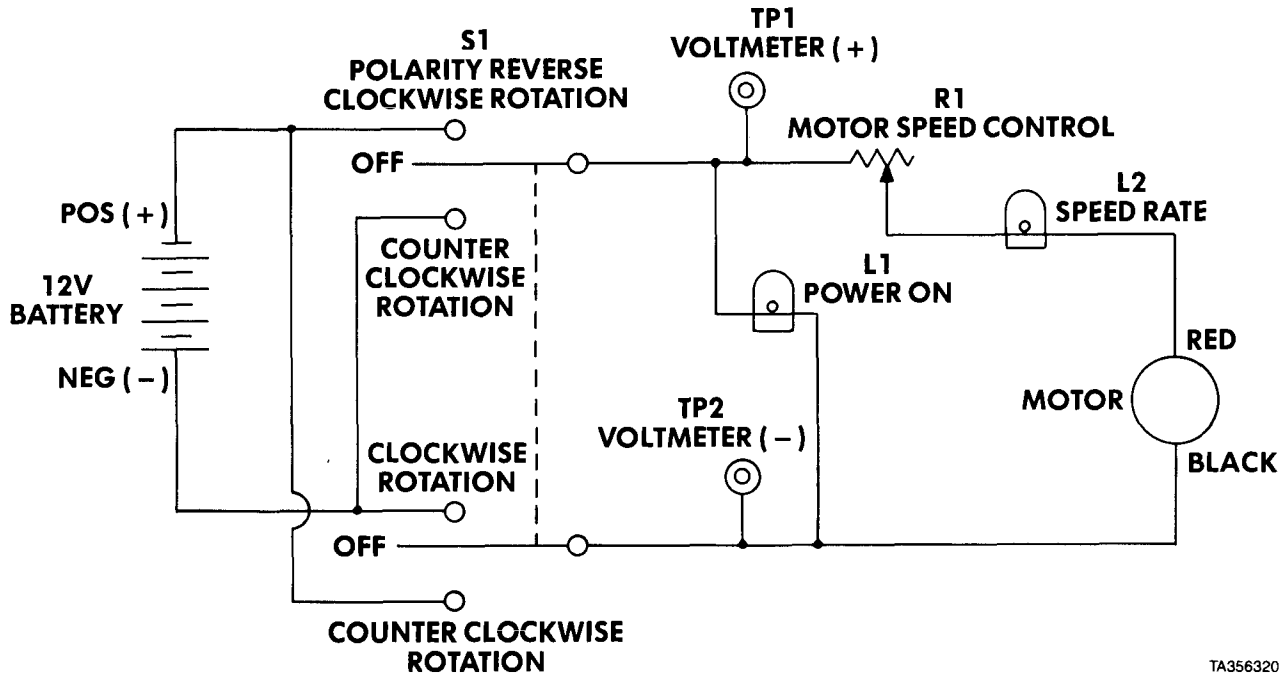 TP1
VOLTMETER (+)
S1
POLARITY REVERSE
CLOCKWISE ROTATION
R1
MOTOR SPEED CONTROL
OFF
L2
SPEED RATE
POS (+)
COUNTER
CLOCKWISE
ROTATION
L1
POWER ON
12V
BATTERY
NEG (-)
RED
MOTOR
TP2
VOLTMETER (-)
BLACK
CLOCKWISE
ROTATION
OFF
COUNTER CLOCKWISE
ROTATION
TA356320